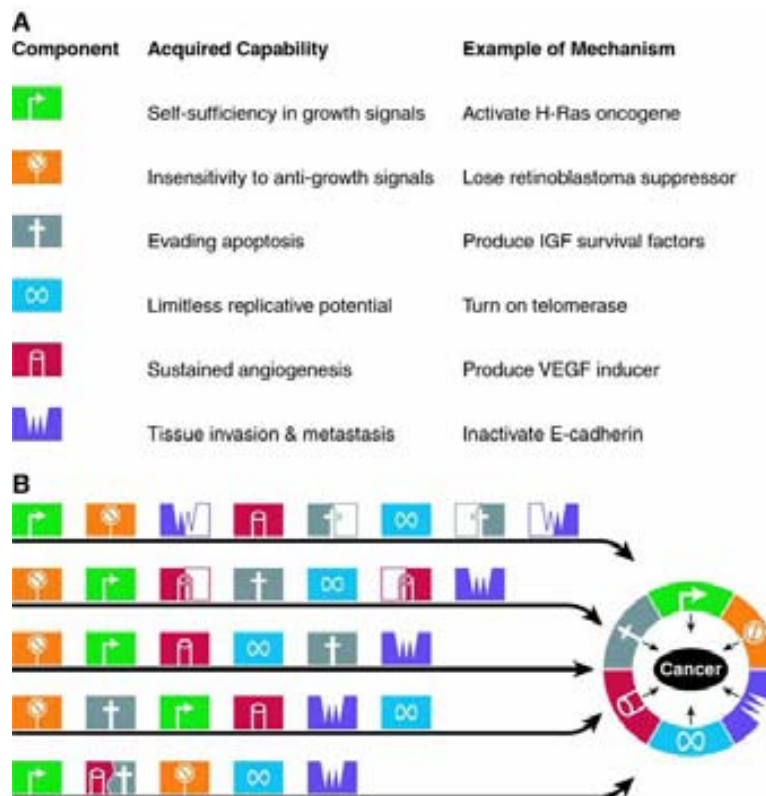 A
Component Acquired Capability Example of Mechanism
Self-sufficiency in growth signals Activate H-Ras oncogene
Insensitivity to anti-growth signals Lose retinoblastoma suppressor
Evading apoptosis Produce IGF survival factors
Limitless replicative potential Turn on telomerase
Sustained angiogenesis Produce VEGF inducer
Tissue invasion & metastasis Inactivate E-cadherin
B
Cancer